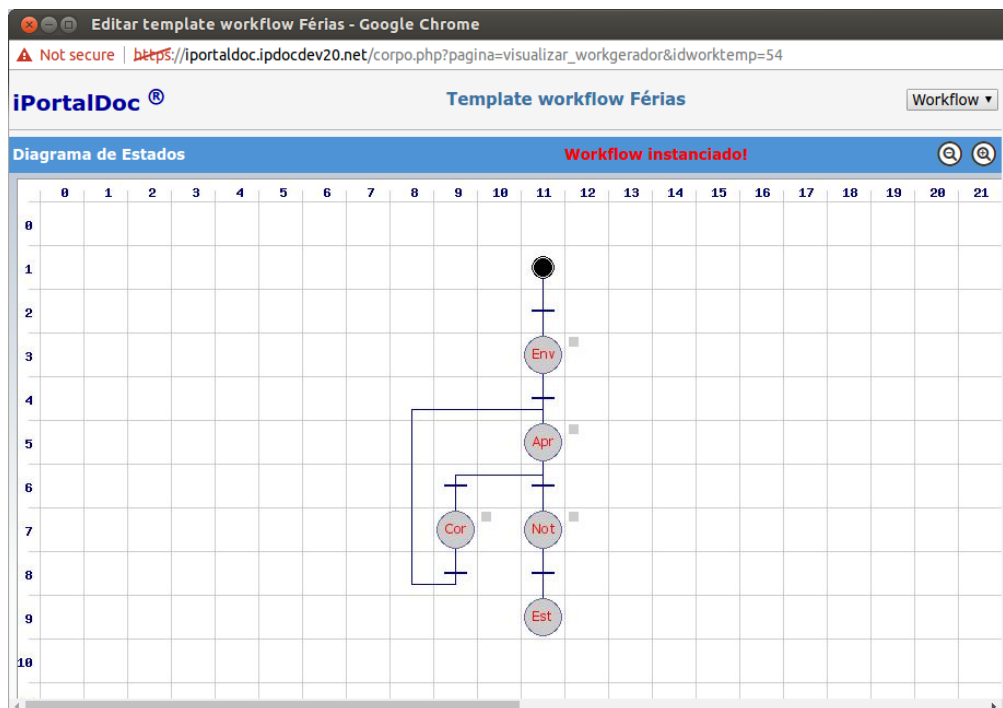 Editar template workflow Férias - Google Chrome
Not secure | https://iportaldoc.ipdocdev20.net/corpo.php?pagina=visualizar_workgerador&idworktemp=54
iPortalDoc ® Template workflow Férias Workflow ▾
Diagrama de Estados Workflow instanciado!
0 1 2 3 4 5 6 7 8 9 10 11 12 13 14 15 16 17 18 19 20 21
0
1
2
3 Env
4
5 Apr
6
7 Cor Not
8
9 Est
10